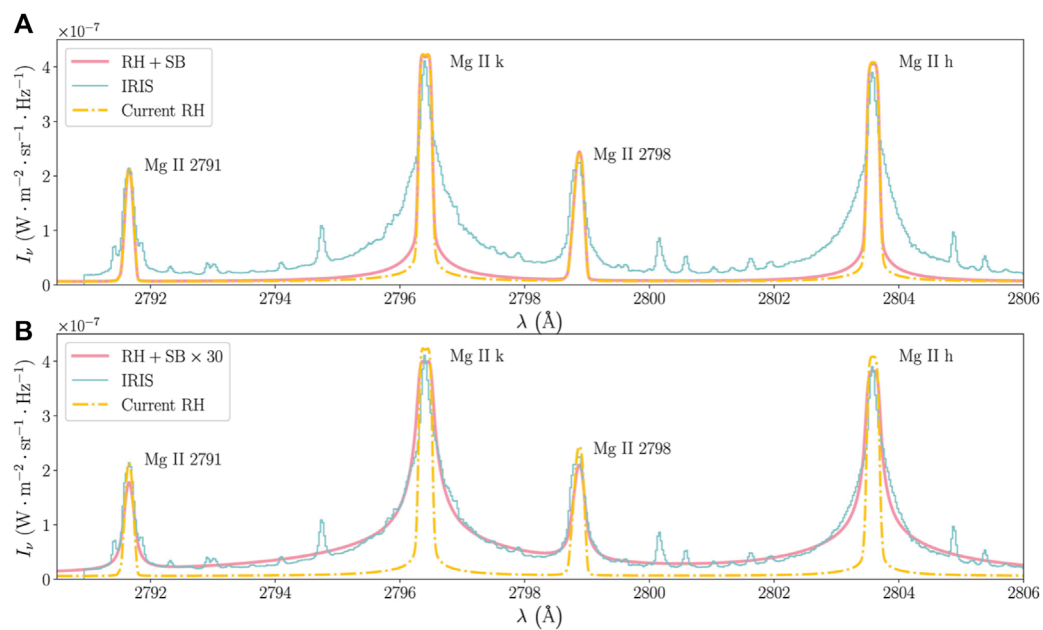 A
×10⁻⁷
RH + SB
IRIS
Current RH
Mg II k
Mg II h
Mg II 2791
Mg II 2798
I_ν (W · m⁻² · sr⁻¹ · Hz⁻¹)
4
3
2
1
0
2792 2794 2796 2798 2800 2802 2804 2806
λ (Å)
B
×10⁻⁷
RH + SB × 30
IRIS
Current RH
Mg II k
Mg II h
Mg II 2791
Mg II 2798
I_ν (W · m⁻² · sr⁻¹ · Hz⁻¹)
4
3
2
1
0
2792 2794 2796 2798 2800 2802 2804 2806
λ (Å)